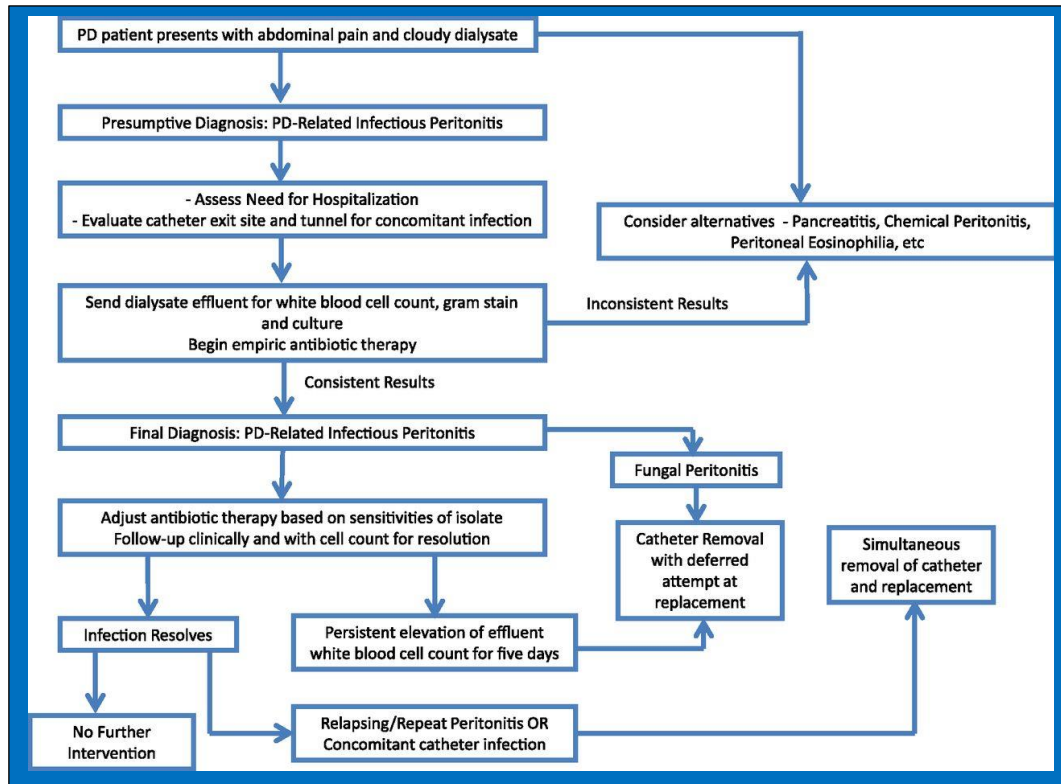 PD patient presents with abdominal pain and cloudy dialysate
Presumptive Diagnosis: PD-Related Infectious Peritonitis
- Assess Need for Hospitalization
- Evaluate catheter exit site and tunnel for concomitant infection
Consider alternatives - Pancreatitis, Chemical Peritonitis,
Peritoneal Eosinophilia, etc
Send dialysate effluent for white blood cell count, gram stain
and culture
Begin empiric antibiotic therapy
Inconsistent Results
Consistent Results
Final Diagnosis: PD-Related Infectious Peritonitis
Fungal Peritonitis
Adjust antibiotic therapy based on sensitivities of isolate
Follow-up clinically and with cell count for resolution
Catheter Removal
with deferred
attempt at
replacement
Simultaneous
removal of catheter
and replacement
Infection Resolves
Persistent elevation of effluent
white blood cell count for five days
No Further
Intervention
Relapsing/Repeat Peritonitis OR
Concomitant catheter infection